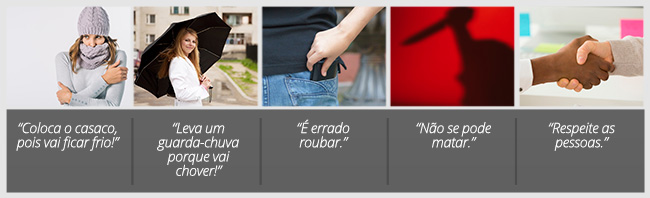 “Coloca o casaco,
pois vai ficar frio!”
“Leva um
guarda-chuva
porque vai
chover!”
“É errado
roubar.”
“Não se pode
matar.”
“Respeite as
pessoas.”